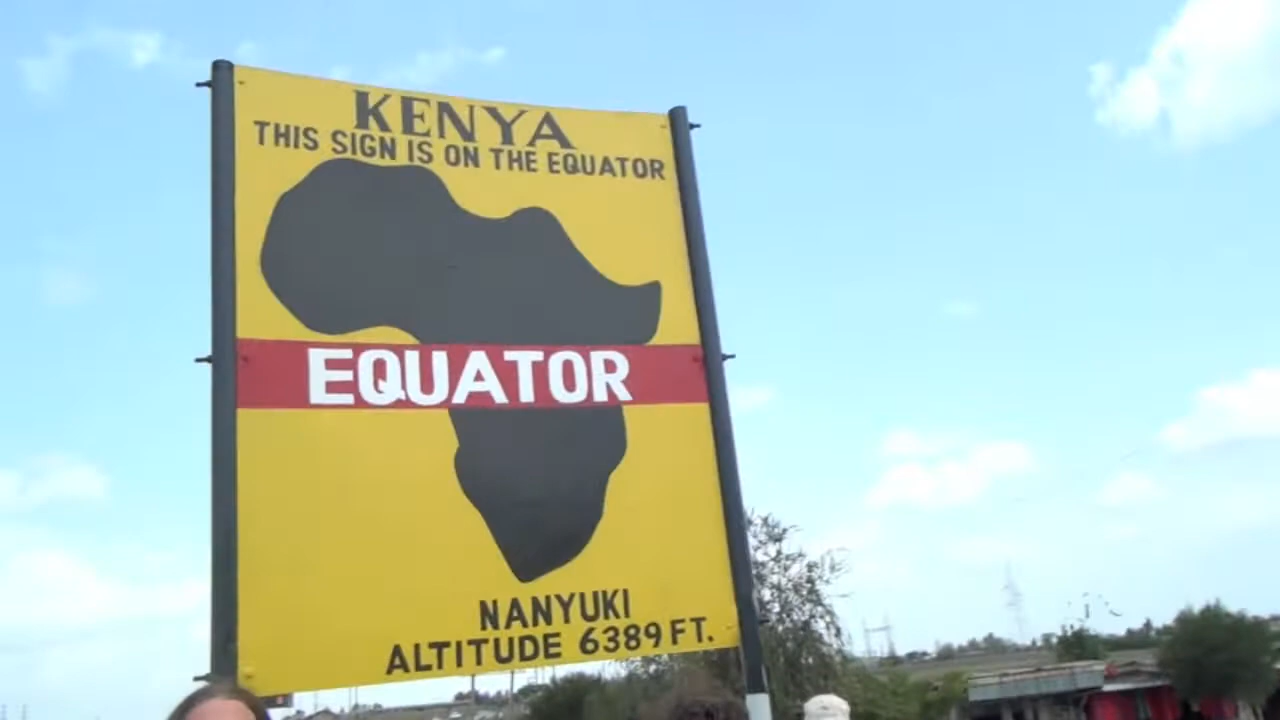 KENYA
THIS SIGN IS ON THE EQUATOR
EQUATOR
NANYUKI
ALTITUDE 6389 FT.